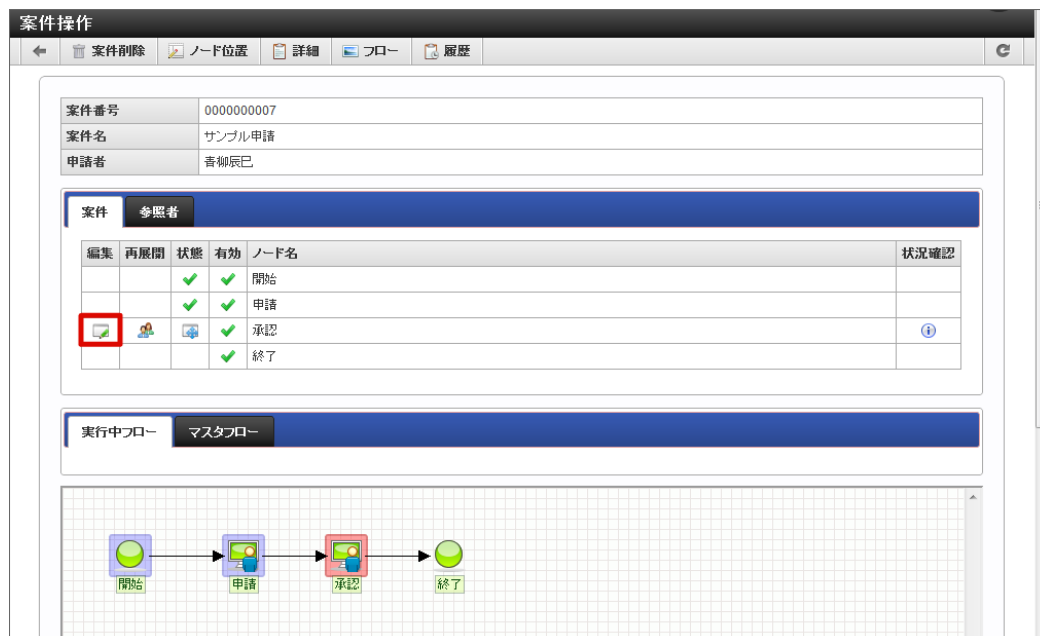 案件操作
案件削除 ノード位置 詳細 フロー 履歴
案件番号 0000000007
案件名 サンプル申請
申請者 青柳辰巳
案件 参照者
編集 再展開 状態 有効 ノード名 状況確認
開始
申請
承認
終了
実行中フロー マスタフロー
開始 申請 承認 終了